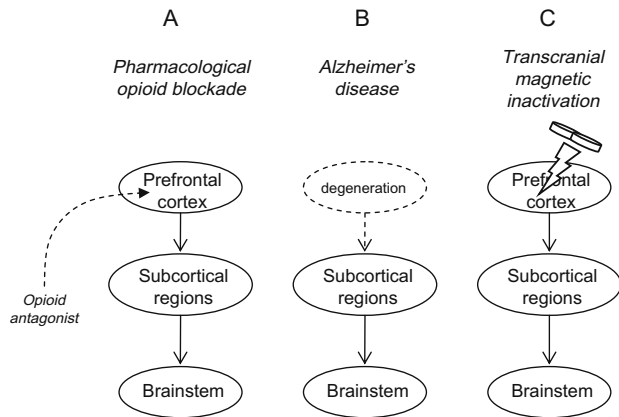 A
B
C
Pharmacological
opioid blockade
Alzheimer's
disease
Transcranial
magnetic
inactivation
Prefrontal
cortex
degeneration
Prefrontal
cortex
Subcortical
regions
Subcortical
regions
Subcortical
regions
Opioid
antagonist
Brainstem
Brainstem
Brainstem